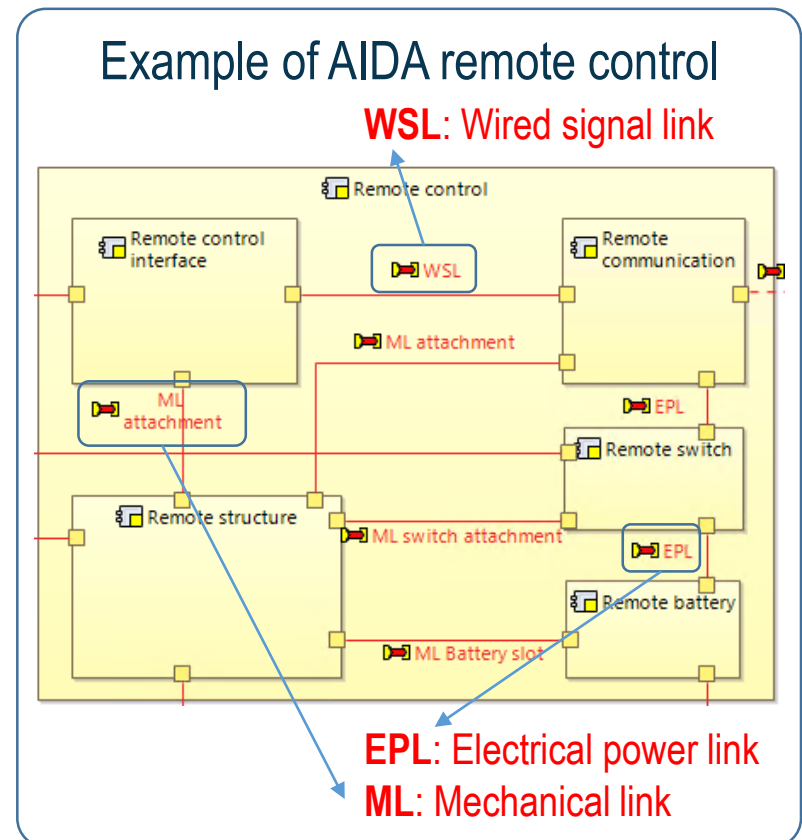 Example of AIDA remote control
WSL: Wired signal link
Remote control
Remote control
interface
WSL
Remote
communication
ML attachment
ML
attachment
EPL
Remote switch
Remote structure
ML switch attachment
EPL
Remote battery
ML Battery slot
EPL: Electrical power link
ML: Mechanical link